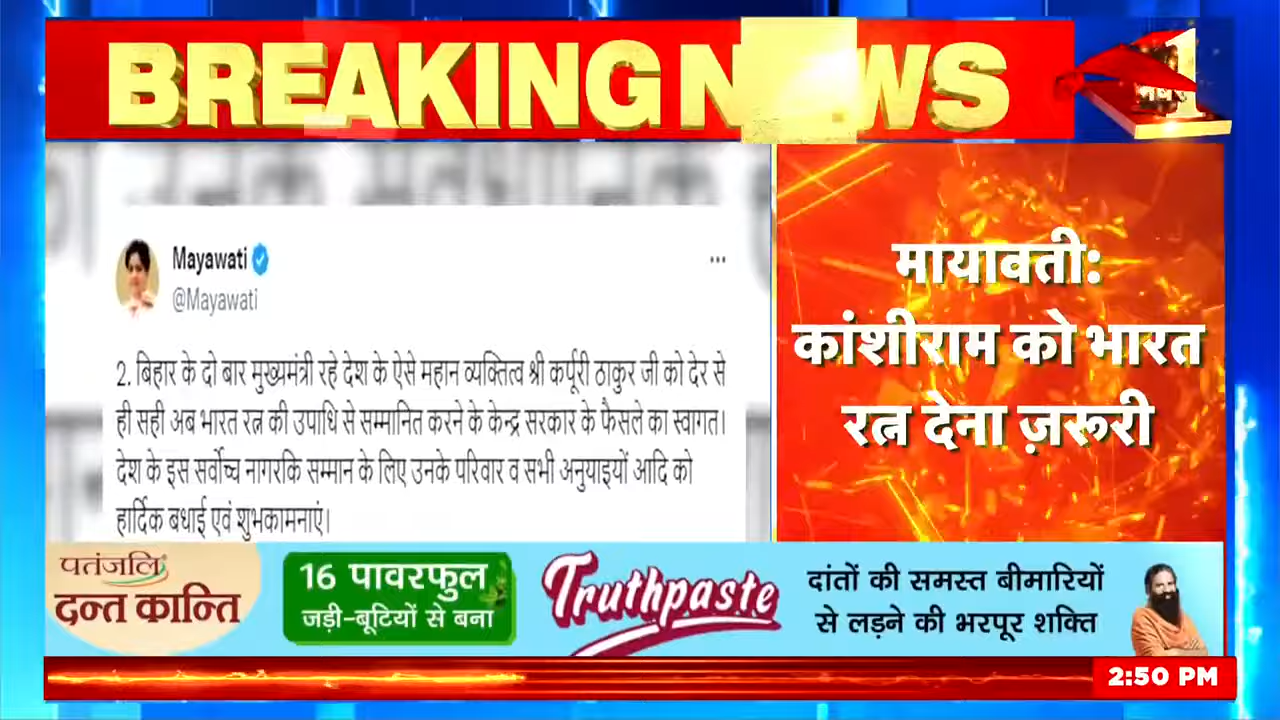 BREAKING NEWS
1
Mayawati
@Mayawati
2. बिहार के दो बार मुख्यमंत्री रहे देश के ऐसे महान व्यक्तित्व श्री कर्पूरी ठाकुर जी को देर से
ही सही अब भारत रत्न की उपाधि से सम्मानित करने के केन्द्र सरकार के फैसले का स्वागत।
देश के इस सर्वोच्च नागरकि सम्मान के लिए उनके परिवार व सभी अनुयाइयों आदि को
हार्दिक बधाई एवं शुभकामनाएं।
मायावती:
कांशीराम को भारत
रत्न देना ज़रूरी
पतंजलि
दन्त कान्ति
16 पावरफुल
जड़ी-बूटियों से बना
Truthpaste
दांतों की समस्त बीमारियों
से लड़ने की भरपूर शक्ति
2:50 PM